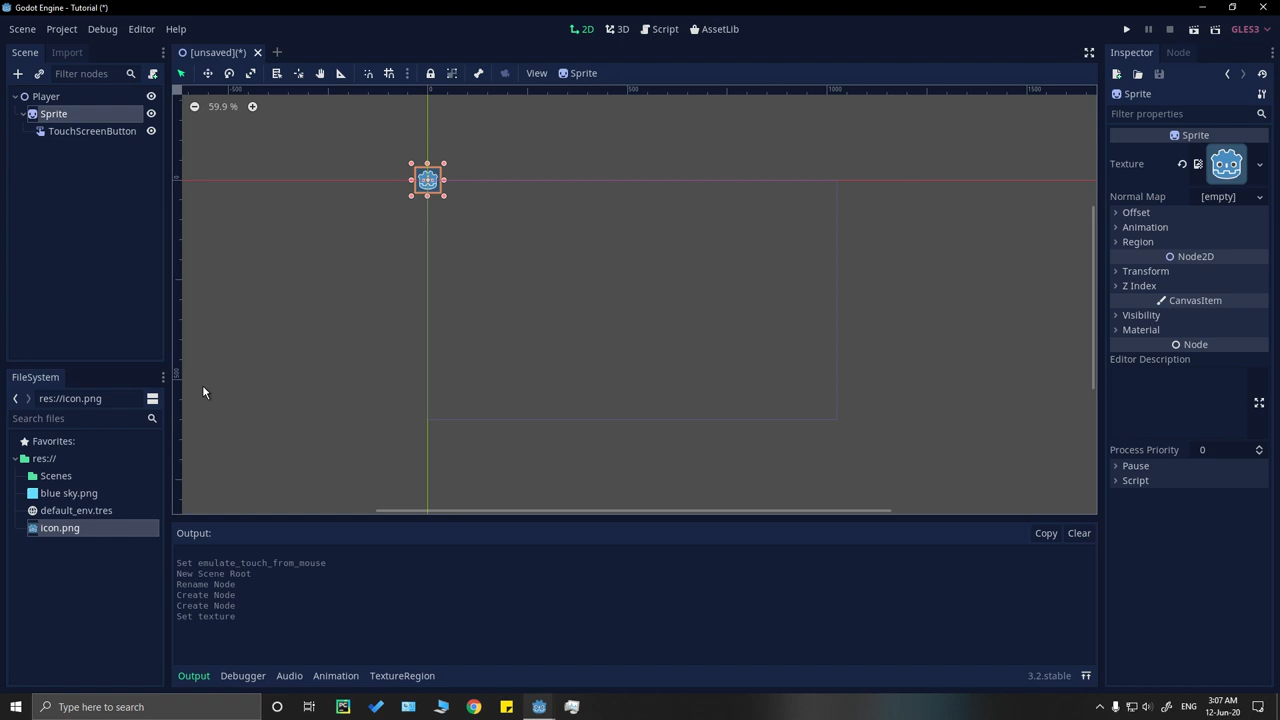 Godot Engine - Tutorial (*)
Scene Project Debug Editor Help
2D 3D Script AssetLib
GLES3
Scene Import
[unsaved](*)
Inspector Node
Filter nodes
View Sprite
Player
Sprite
TouchScreenButton
-500 0 500 1000 1500
59.9 %
0
500
Sprite
Filter properties
Sprite
Texture
Normal Map [empty]
Offset
Animation
Region
Node2D
Transform
Z Index
CanvasItem
Visibility
Material
Node
Editor Description
Process Priority 0
Pause
Script
FileSystem
res://icon.png
Search files
Favorites:
res://
Scenes
blue sky.png
default_env.tres
icon.png
Output:
Copy Clear
Set emulate_touch_from_mouse
New Scene Root
Rename Node
Create Node
Create Node
Set texture
Output Debugger Audio Animation TextureRegion
3.2.stable
Type here to search
ENG
3:07 AM
12-Jun-20